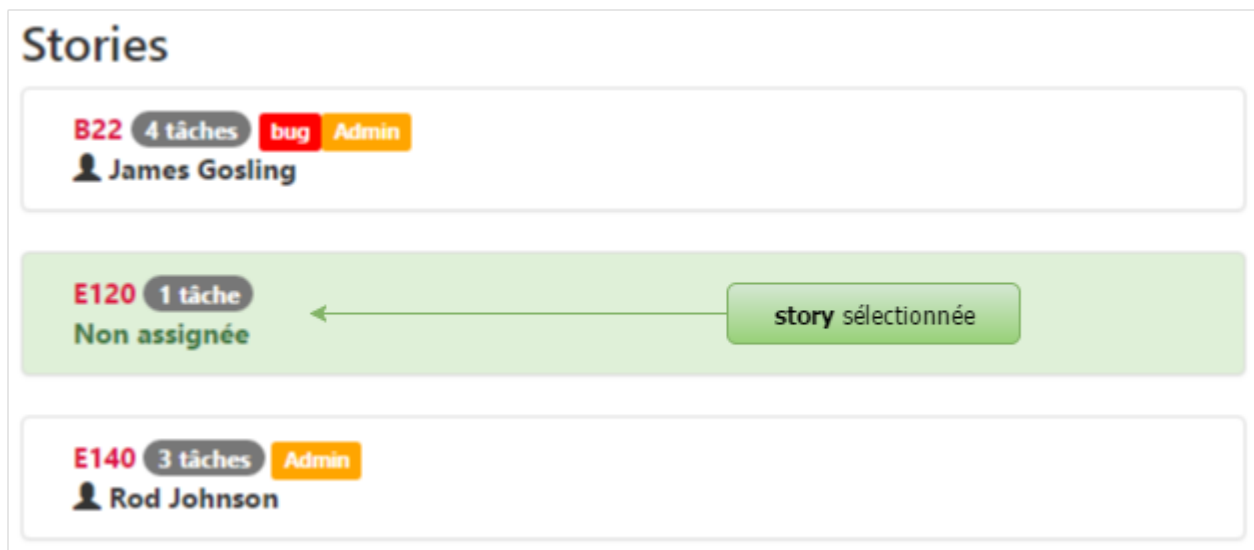 Stories
B22 4 tâches bug Admin
James Gosling
E120 1 tâche
Non assignée
story sélectionnée
E140 3 tâches Admin
Rod Johnson